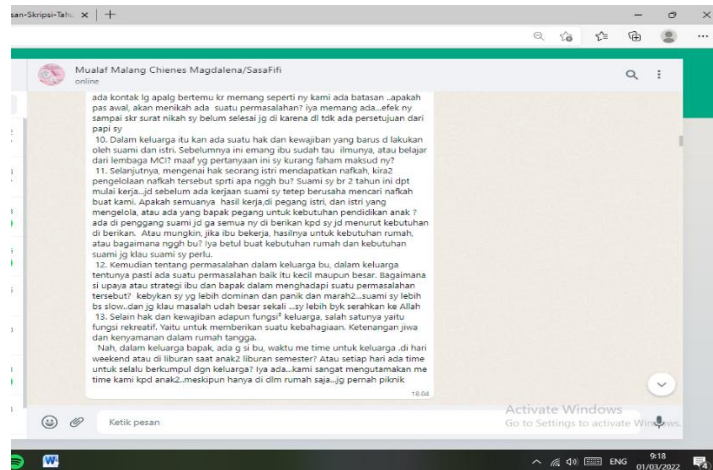 san-Skripsi-Tahu
Mualaf Malang Chienes Magdalena/SasaFifi
online
ada kontak lg apalg bertemu kr memang seperti ny kami ada batasan ..apakah
pas awal, akan menikah ada suatu permasalahan? iya memang ada...efek ny
sampai skr surat nikah sy belum selesai jg di karena dl tdk ada persetujuan dari
papi sy
10. Dalam keluarga itu kan ada suatu hak dan kewajiban yang barus d lakukan
oleh suami dan istri. Sebelumnya ini emang ibu sudah tau ilmunya, atau belajar
dari lembaga MCI? maaf yg pertanyaan ini sy kurang faham maksud ny?
11. Selanjutnya, mengenai hak seorang istri mendapatkan nafkah, kira2
pengelolaan nafkah tersebut sprti apa nggh bu? Suami sy br 2 tahun ini dpt
mulai kerja...jd sebelum ada kerjaan suami sy tetep berusaha mencari nafkah
buat kami. Apakah semuanya hasil kerja,di pegang istri, dan istri yang
mengelola, atau ada yang bapak pegang untuk kebutuhan pendidikan anak ?
ada di penggang suami jd ga semua ny di berikan kpd sy jd menurut kebutuhan
di berikan. Atau mungkin, jika ibu bekerja, hasilnya untuk kebutuhan rumah,
atau bagaimana nggh bu? Iya betul buat kebutuhan rumah dan kebutuhan
suami jg klau suami sy perlu.
12. Kemudian tentang permasalahan dalam keluarga bu, dalam keluarga
tentunya pasti ada suatu permasalahan baik itu kecil maupun besar. Bagaimana
si upaya atau strategi ibu dan bapak dalam menghadapi suatu permasalahan
tersebut? kebykan sy yg lebih dominan dan panik dan marah2...suami sy lebih
bs slow..dan jg klau masalah udah besar sekali ...sy lebih byk serahkan ke Allah
13. Selain hak dan kewajiban adapun fungsi² keluarga, salah satunya yaitu
fungsi rekreatif. Yaitu untuk memberikan suatu kebahagiaan. Ketenangan jiwa
dan kenyamanan dalam rumah tangga.
Nah, dalam keluarga bapak, ada g si bu, waktu me time untuk keluarga .di hari
weekend atau di liburan saat anak2 liburan semester? Atau setiap hari ada time
untuk selalu berkumpul dgn keluarga? Iya ada...kami sangat mengutamakan me
time kami kpd anak2..meskipun hanya di dlm rumah saja...jg pernah piknik
18.04
Ketik pesan
Activate Windows
Go to Settings to activate Windows.
ENG
9:18
01/03/2022